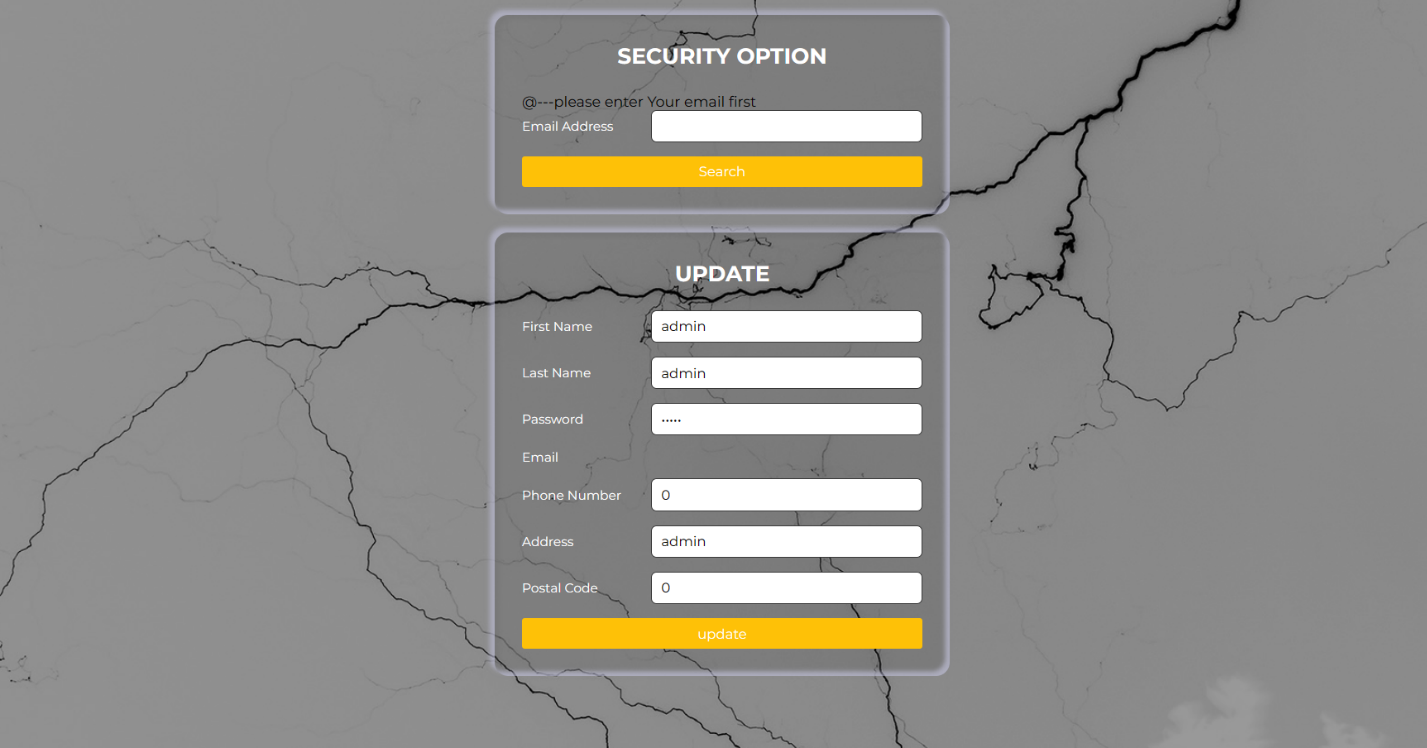 SECURITY OPTION
@---please enter Your email first
Email Address
Search
UPDATE
First Name admin
Last Name admin
Password •••••
Email
Phone Number 0
Address admin
Postal Code 0
update